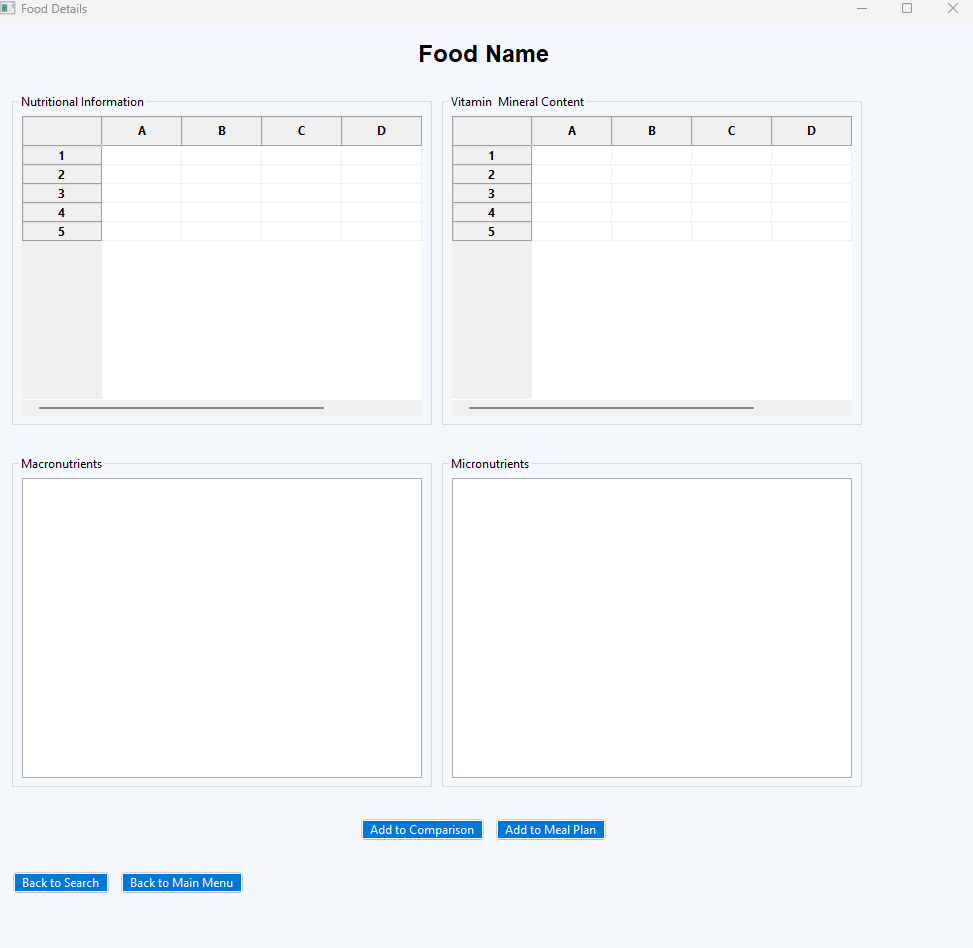 Food Details
Food Name
Nutritional Information
A B C D
1
2
3
4
5
Vitamin  Mineral Content
A B C D
1
2
3
4
5
Macronutrients
Micronutrients
Add to Comparison
Add to Meal Plan
Back to Search
Back to Main Menu